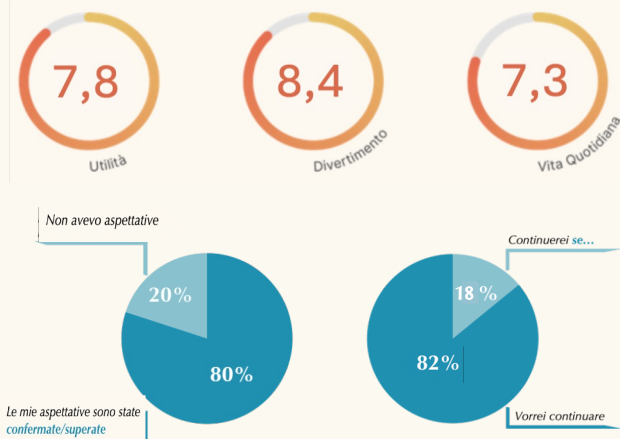 7,8
8,4
7,3
Utilità
Divertimento
Vita Quotidiana
Non avevo aspettative
Continuerei se...
20%
18 %
80%
82%
Le mie aspettative sono state
confermate/superate
Vorrei continuare